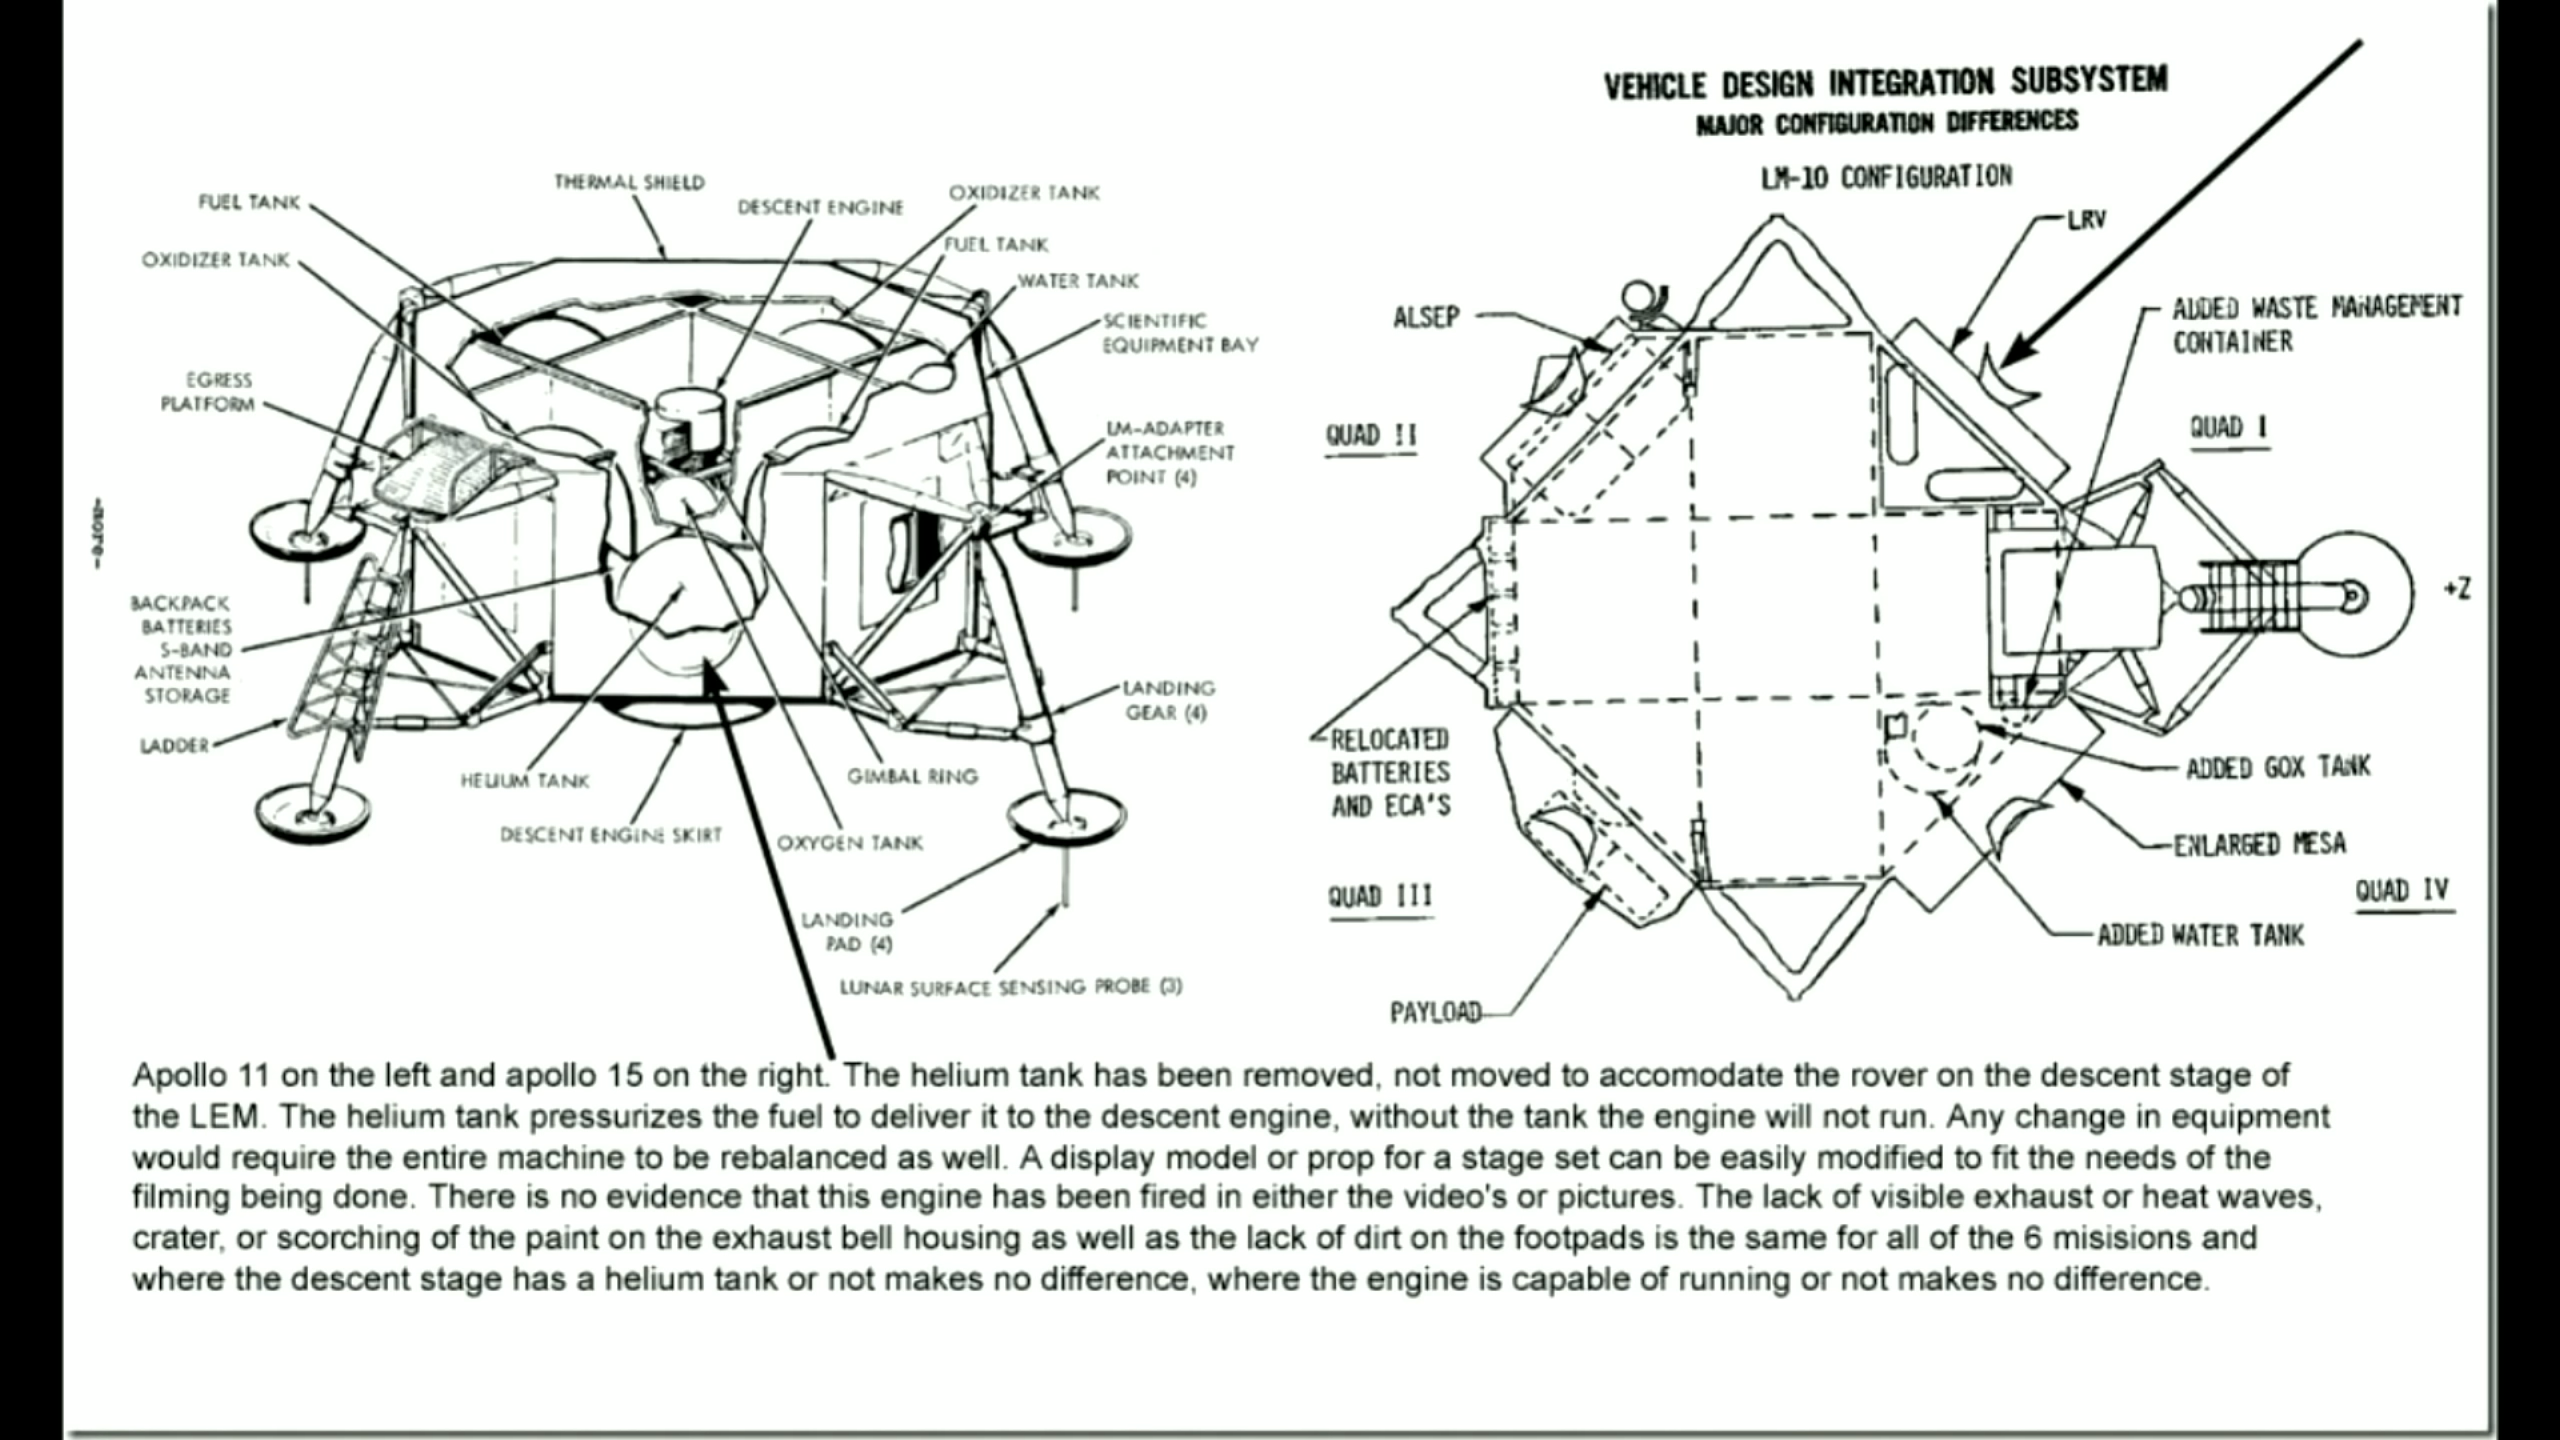 VEHICLE DESIGN INTEGRATION SUBSYSTEM
MAJOR CONFIGURATION DIFFERENCES
LM-10 CONFIGURATION
THERMAL SHIELD
FUEL TANK
DESCENT ENGINE
OXIDIZER TANK
OXIDIZER TANK
FUEL TANK
WATER TANK
SCIENTIFIC
EQUIPMENT BAY
EGRESS
PLATFORM
LM-ADAPTER
ATTACHMENT
POINT (4)
-more-
BACKPACK
BATTERIES
S-BAND
ANTENNA
STORAGE
LADDER
LANDING
GEAR (4)
HELIUM TANK
GIMBAL RING
DESCENT ENGINE SKIRT
OXYGEN TANK
LANDING
PAD (4)
LUNAR SURFACE SENSING PROBE (3)
LRV
ALSEP
ADDED WASTE MANAGEMENT
CONTAINER
QUAD II
QUAD I
+Z
RELOCATED
BATTERIES
AND ECA'S
ADDED GOX TANK
ENLARGED MESA
QUAD III
QUAD IV
ADDED WATER TANK
PAYLOAD
Apollo 11 on the left and apollo 15 on the right. The helium tank has been removed, not moved to accomodate the rover on the descent stage of
the LEM. The helium tank pressurizes the fuel to deliver it to the descent engine, without the tank the engine will not run. Any change in equipment
would require the entire machine to be rebalanced as well. A display model or prop for a stage set can be easily modified to fit the needs of the
filming being done. There is no evidence that this engine has been fired in either the video's or pictures. The lack of visible exhaust or heat waves,
crater, or scorching of the paint on the exhaust bell housing as well as the lack of dirt on the footpads is the same for all of the 6 misisions and
where the descent stage has a helium tank or not makes no difference, where the engine is capable of running or not makes no difference.